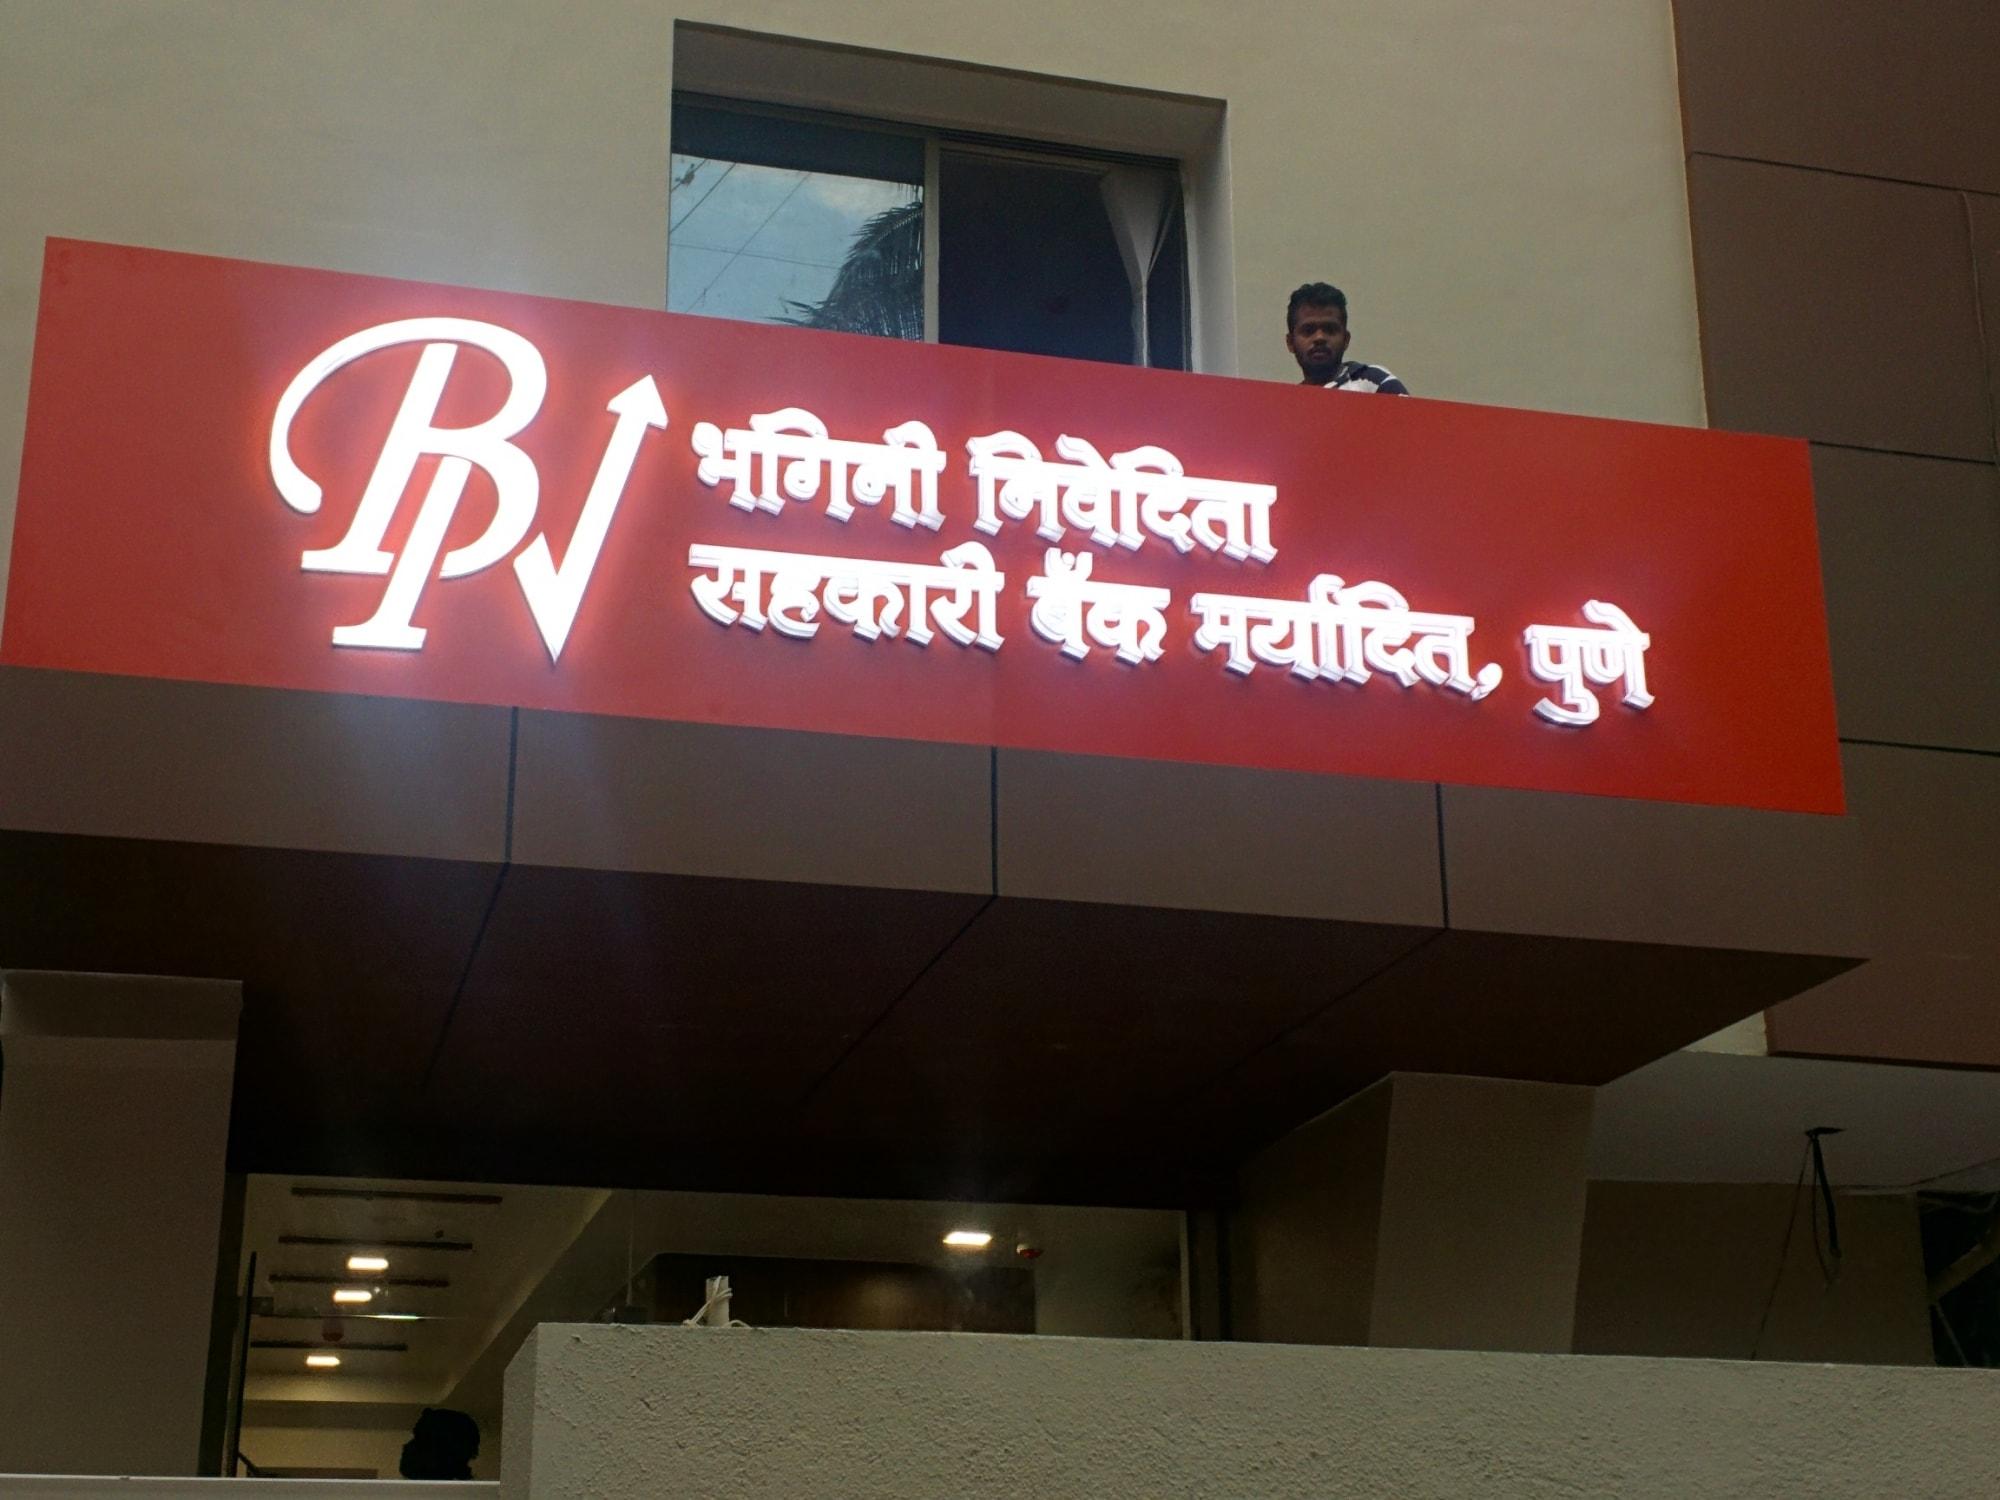 BN
भगिनी निवेदिता
सहकारी बँक मर्यादित, पुणे